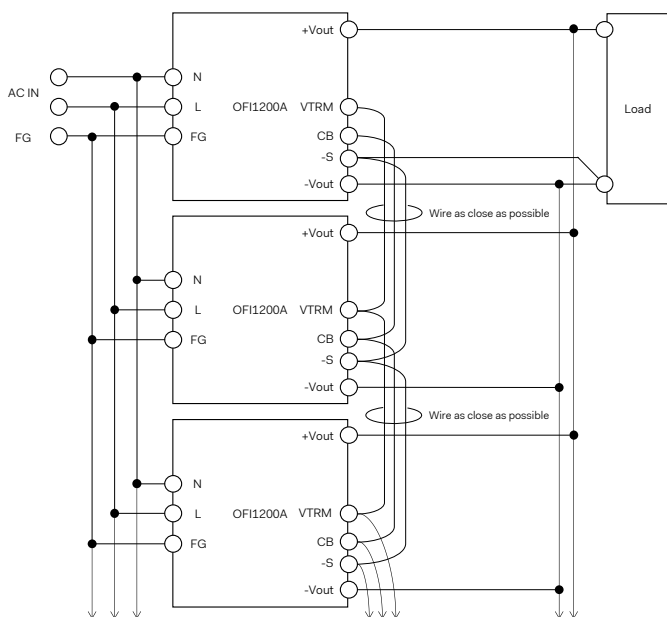 +Vout
AC IN
N
L
OFI1200A
VTRM
Load
FG
FG
CB
-S
-Vout
Wire as close as possible
+Vout
N
L
OFI1200A
VTRM
FG
CB
-S
-Vout
Wire as close as possible
+Vout
N
L
OFI1200A
VTRM
FG
CB
-S
-Vout